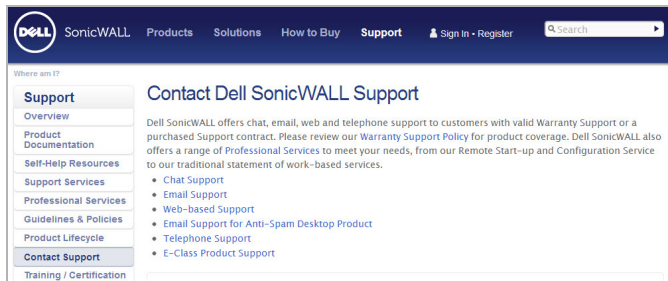 DELL SonicWALL Products Solutions How to Buy Support Sign In • Register Search
Where am I?
Support
Overview
Product
Documentation
Self-Help Resources
Support Services
Professional Services
Guidelines & Policies
Product Lifecycle
Contact Support
Training / Certification
Contact Dell SonicWALL Support
Dell SonicWALL offers chat, email, web and telephone support to customers with valid Warranty Support or a
purchased Support contract. Please review our Warranty Support Policy for product coverage. Dell SonicWALL also
offers a range of Professional Services to meet your needs, from our Remote Start-up and Configuration Service
to our traditional statement of work-based services.
• Chat Support
• Email Support
• Web-based Support
• Email Support for Anti-Spam Desktop Product
• Telephone Support
• E-Class Product Support